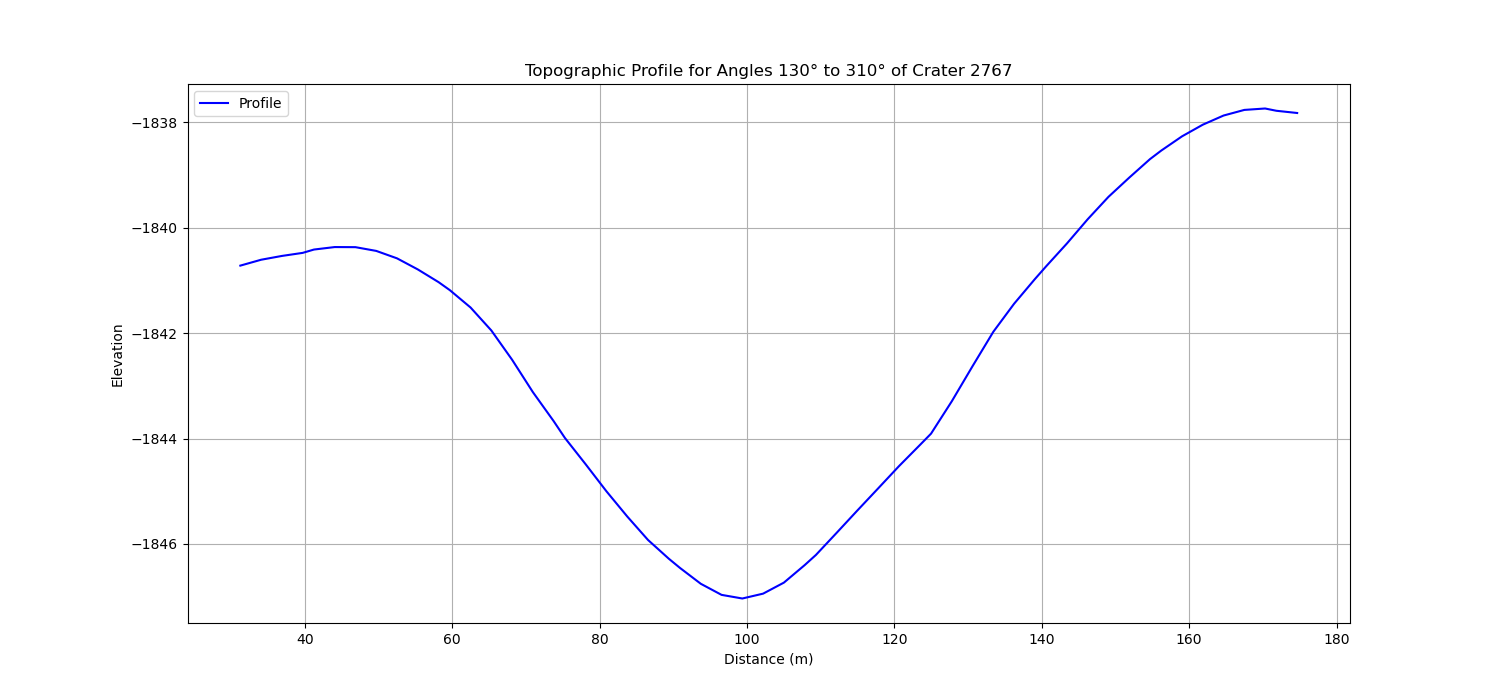 Topographic Profile for Angles 130° to 310° of Crater 2767
Profile
−1838
−1840
−1842
−1844
−1846
Elevation
40 60 80 100 120 140 160 180
Distance (m)